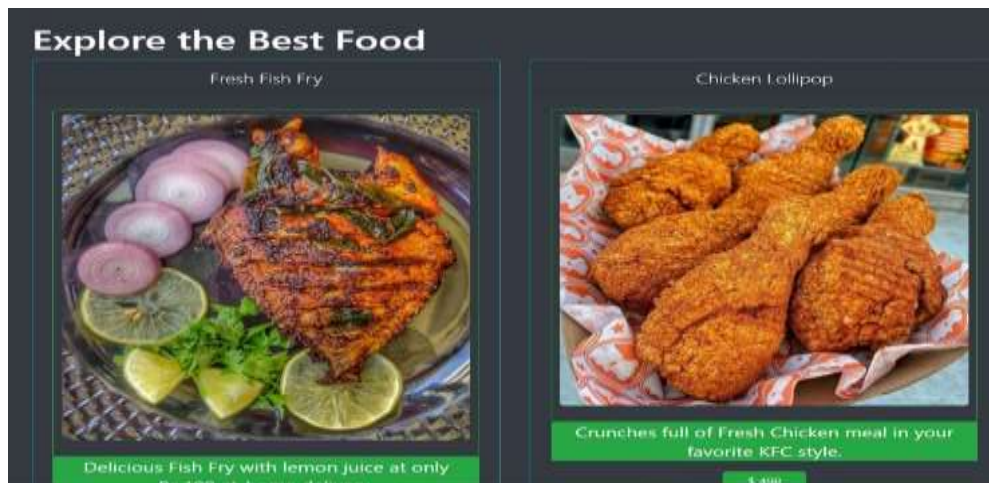 Explore the Best Food
Fresh Fish Fry
Chicken Lollipop
Delicious Fish Fry with lemon juice at only
Crunches full of Fresh Chicken meal in your
favorite KFC style.